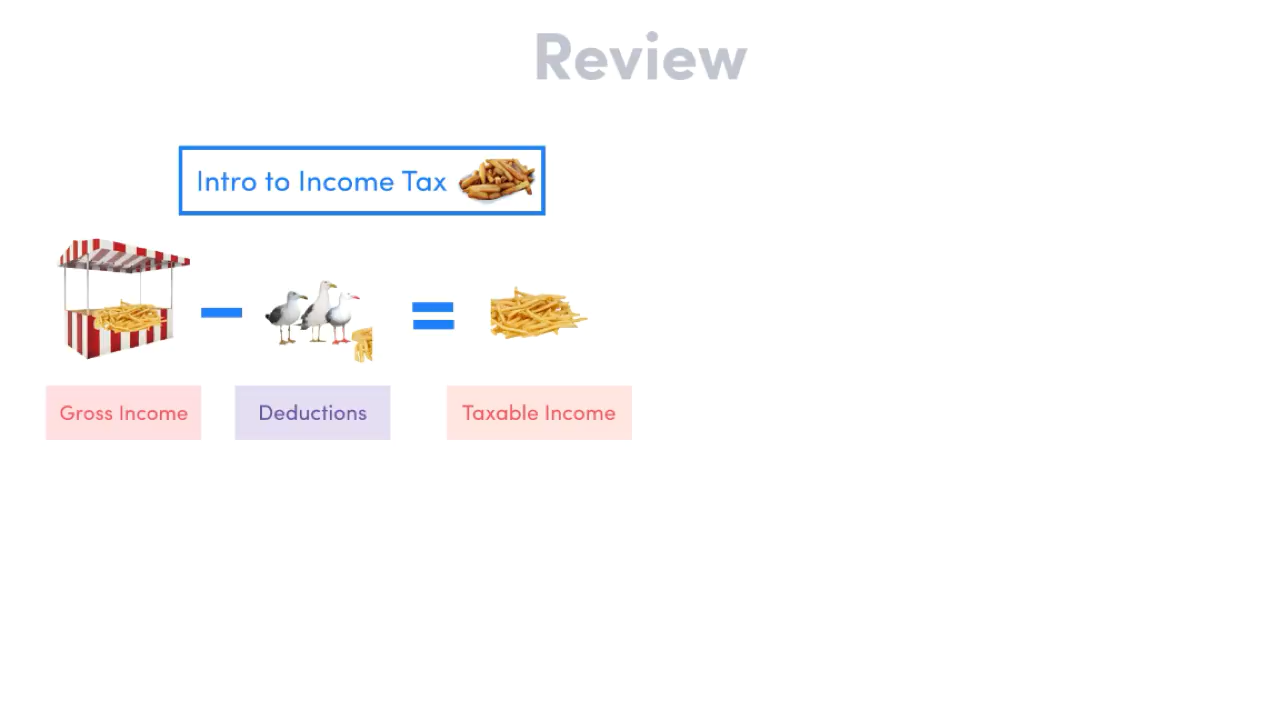 Review
Intro to Income Tax
Gross Income
Deductions
Taxable Income